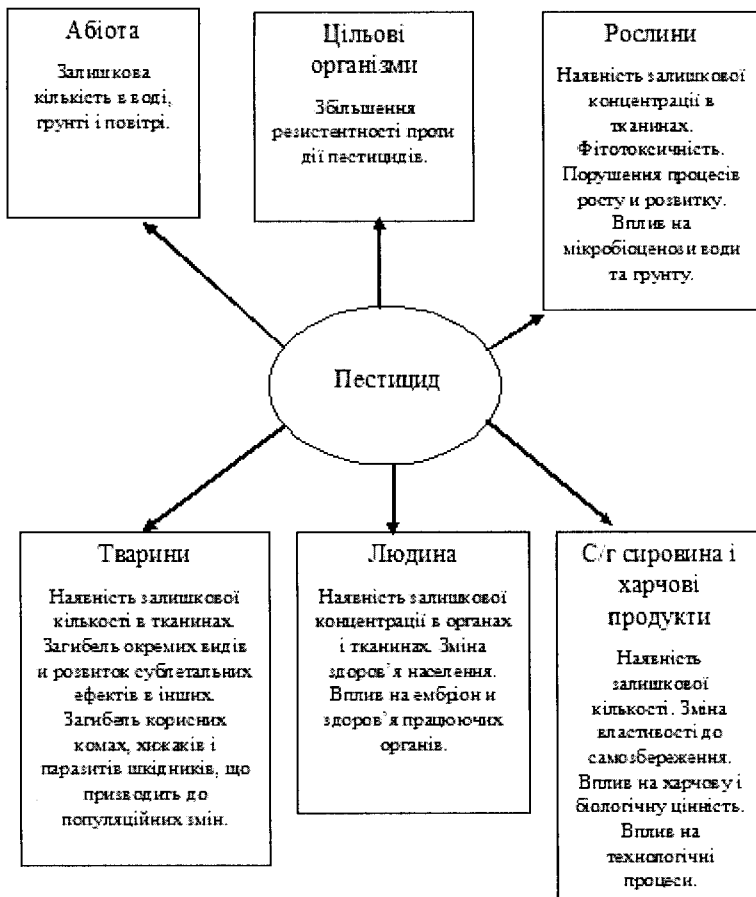 Абіота
Залишкова
кількість в воді,
грунті і повітрі.
Цільові
організми
Збільшення
резистентності проти
дії пестицидів.
Рослини
Наявність залишкової
концентрації в
тканинах.
Фітотоксичність.
Порушення процесів
росту и розвитку.
Вплив на
мікробіоценози води
та грунту.
Пестицид
Тварини
Наявність залишкової
кількості в тканинах.
Загибель окремих видів
и розвиток сублетальних
ефектів в інших.
Загибель корисних
комах, хижаків і
паразитів шкідників, що
призводить до
популяційних змін.
Людина
Наявність залишкової
концентрації в органах
і тканинах. Зміна
здоров'я населення.
Вплив на ембріон и
здоров'я працюючих
органів.
С/г сировина і
харчові
продукти
Наявність
залишкової
кількості. Зміна
властивості до
самозбереження.
Вплив на харчову і
біологічну цінність.
Вплив на
технологічні
процеси.